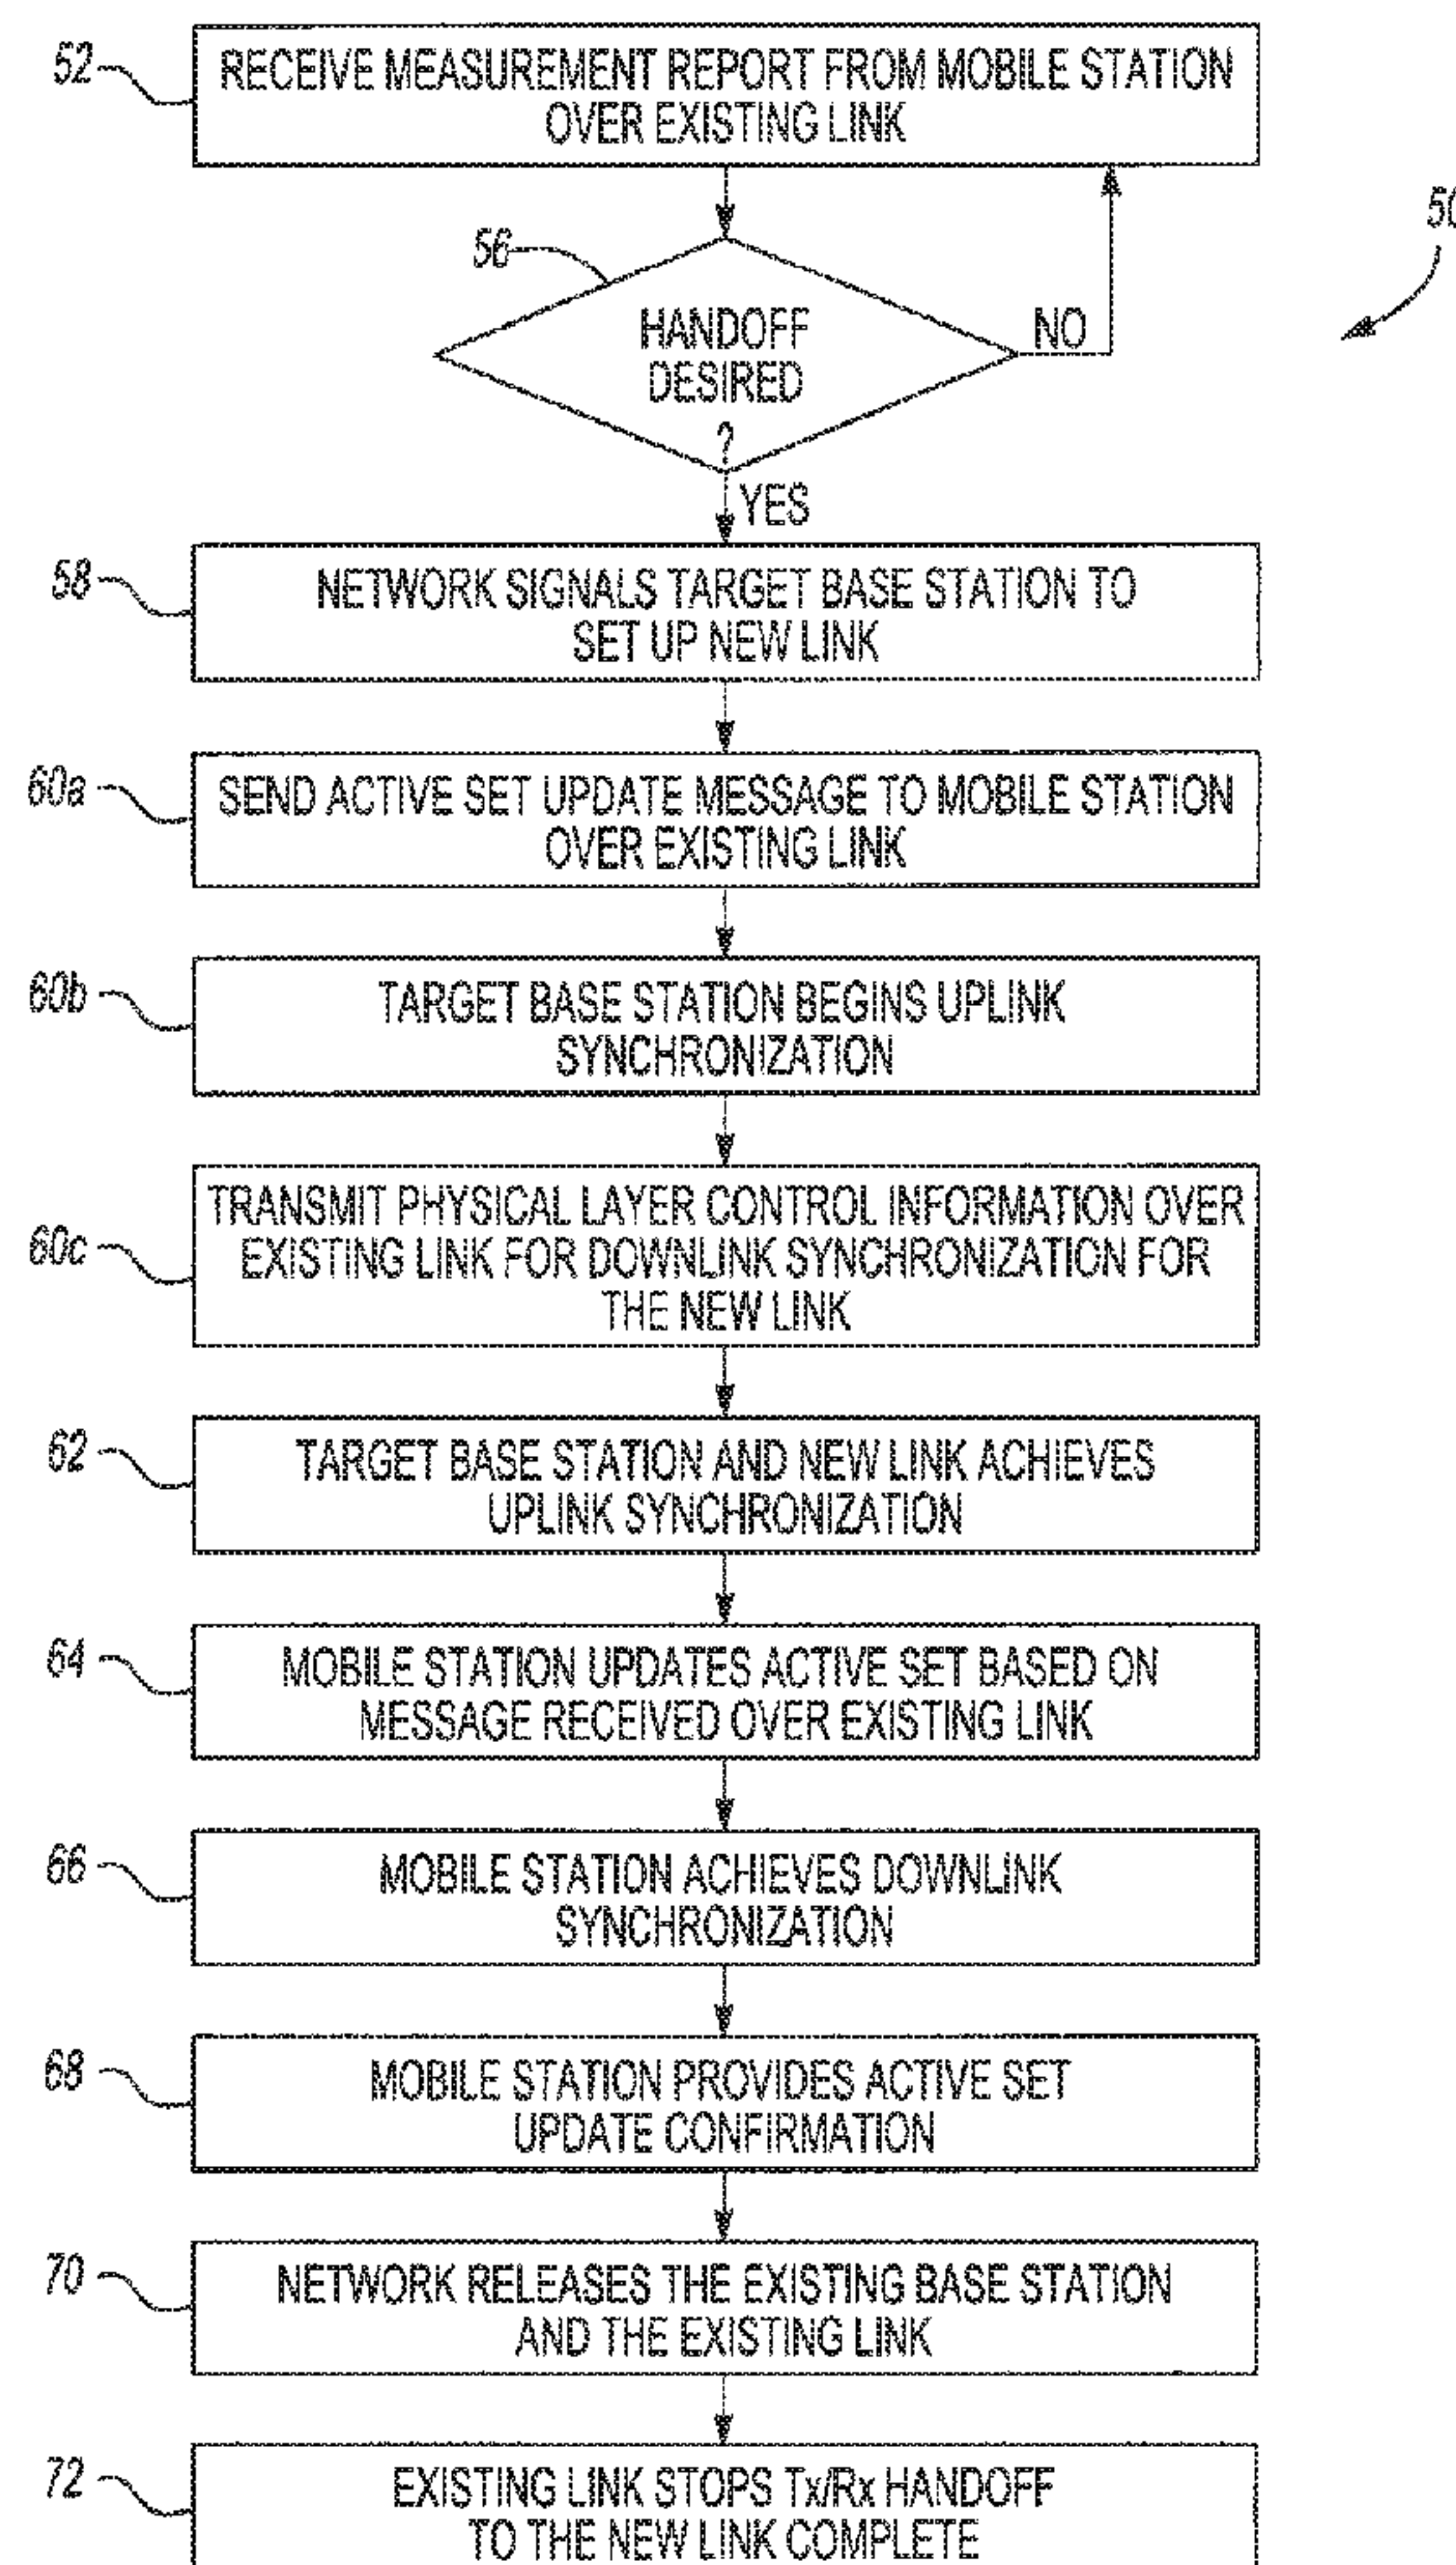 52
RECEIVE MEASUREMENT REPORT FROM MOBILE STATION
OVER EXISTING LINK
50
56
HANDOFF
DESIRED
?
NO
YES
58
NETWORK SIGNALS TARGET BASE STATION TO
SET UP NEW LINK
60a
SEND ACTIVE SET UPDATE MESSAGE TO MOBILE STATION
OVER EXISTING LINK
60b
TARGET BASE STATION BEGINS UPLINK
SYNCHRONIZATION
60c
TRANSMIT PHYSICAL LAYER CONTROL INFORMATION OVER
EXISTING LINK FOR DOWNLINK SYNCHRONIZATION FOR
THE NEW LINK
62
TARGET BASE STATION AND NEW LINK ACHIEVES
UPLINK SYNCHRONIZATION
64
MOBILE STATION UPDATES ACTIVE SET BASED ON
MESSAGE RECEIVED OVER EXISTING LINK
66
MOBILE STATION ACHIEVES DOWNLINK
SYNCHRONIZATION
68
MOBILE STATION PROVIDES ACTIVE SET
UPDATE CONFIRMATION
70
NETWORK RELEASES THE EXISTING BASE STATION
AND THE EXISTING LINK
72
EXISTING LINK STOPS Tx/Rx HANDOFF
TO THE NEW LINK COMPLETE